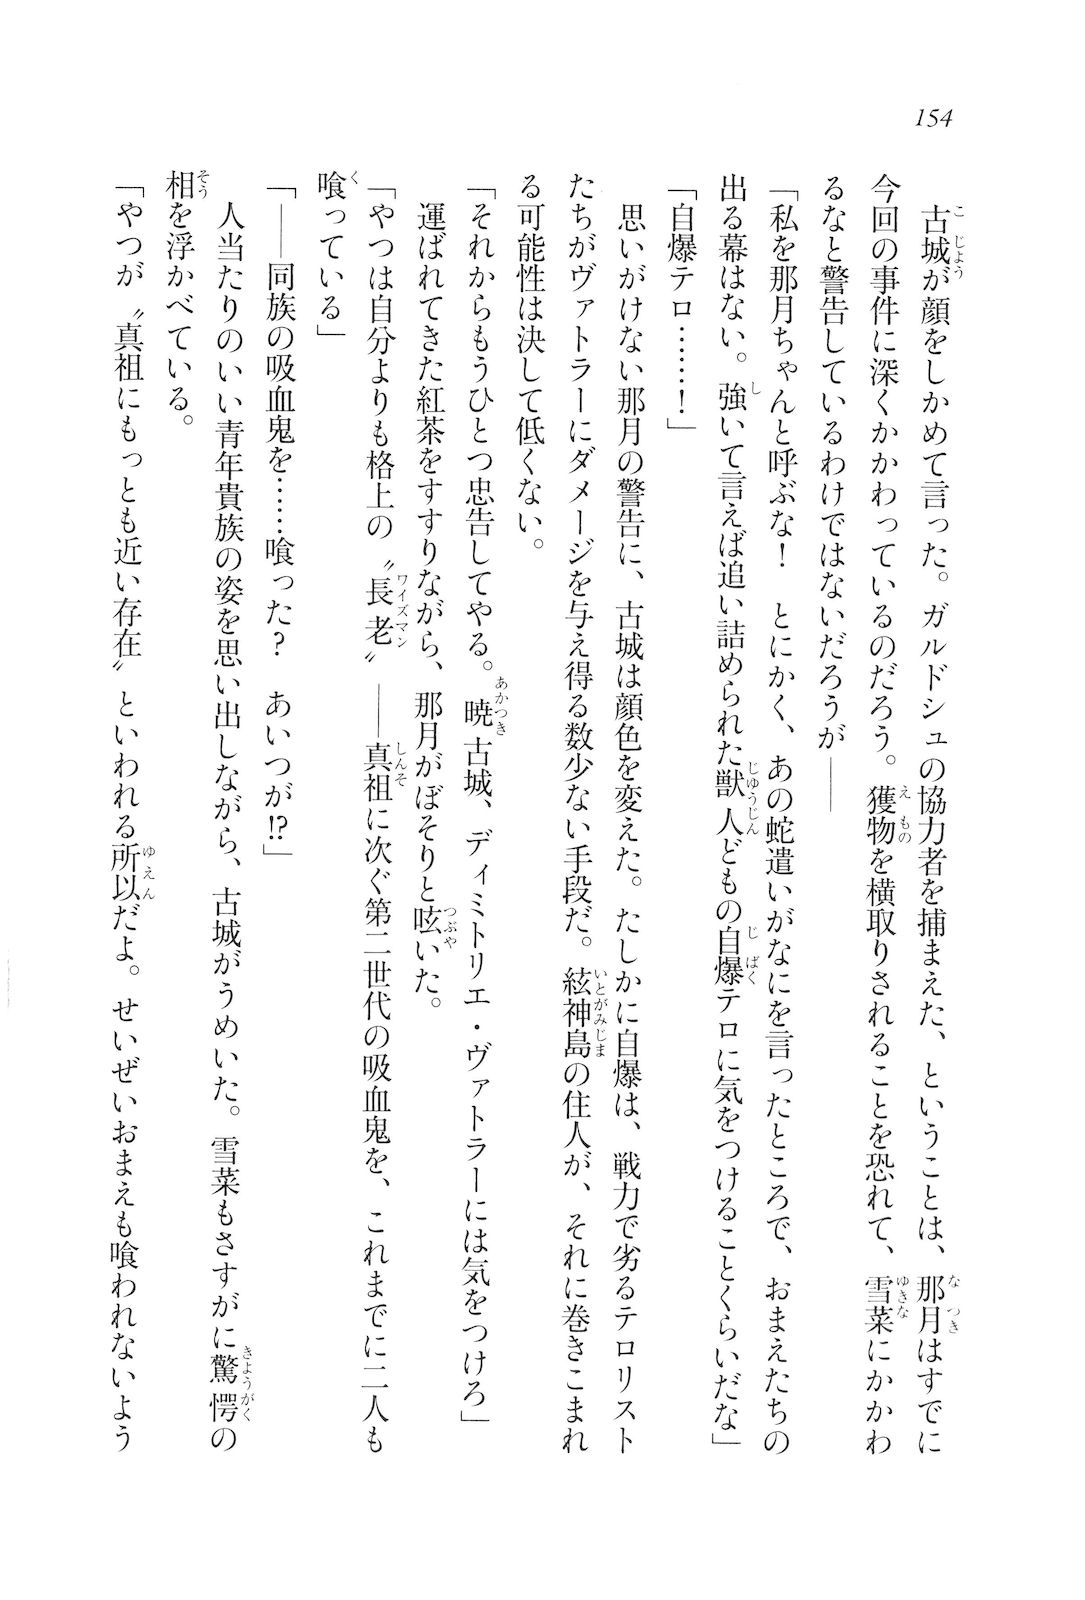 154
古城が顔をしかめて言った。ガルドシュの協力者を捕まえた、ということは、那月はすでに
今回の事件に深くかかわっているのだろう。獲物を横取りされることを恐れて、雪菜にかかわ
るなと警告しているわけではないだろうが――
「私を那月ちゃんと呼ぶな！　とにかく、あの蛇遣いがなにを言ったところで、おまえたちの
出る幕はない。強いて言えば追い詰められた獣人どもの自爆テロに気をつけることくらいだな」
「自爆テロ……！」
思いがけない那月の警告に、古城は顔色を変えた。たしかに自爆は、戦力で劣るテロリスト
たちがヴァトラーにダメージを与え得る数少ない手段だ。絃神島の住人が、それに巻きこまれ
る可能性は決して低くない。
「それからもうひとつ忠告してやる。暁古城、ディミトリエ・ヴァトラーには気をつけろ」
運ばれてきた紅茶をすすりながら、那月がぼそりと呟いた。
「やつは自分よりも格上の〝長老〟――真祖に次ぐ第二世代の吸血鬼を、これまでに二人も
喰っている」
「――同族の吸血鬼を……喰った？　あいつが!?」
人当たりのいい青年貴族の姿を思い出しながら、古城がうめいた。雪菜もさすがに驚愕の
相を浮かべている。
「やつが〝真祖にもっとも近い存在〟といわれる所以だよ。せいぜいおまえも喰われないよう